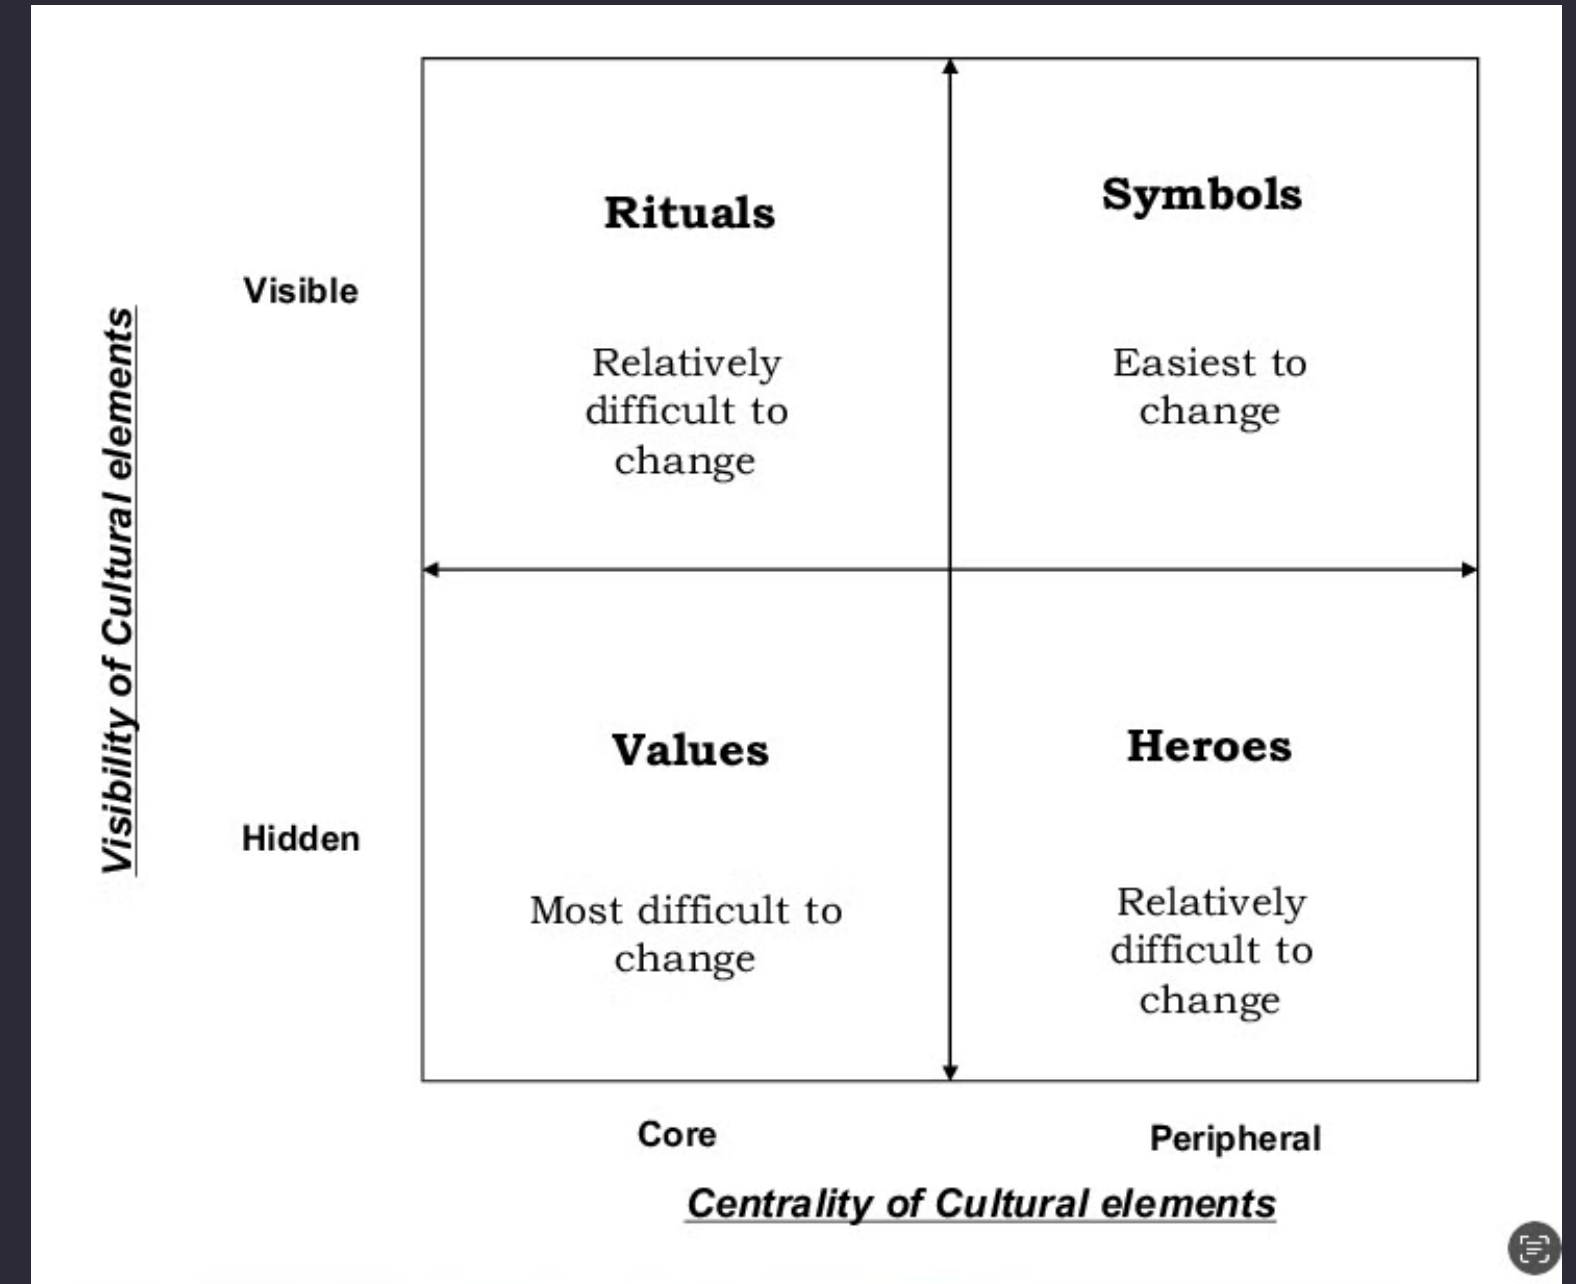 Visibility of Cultural elements
Visible
Rituals
Relatively
difficult to
change
Symbols
Easiest to
change
Hidden
Values
Most difficult to
change
Heroes
Relatively
difficult to
change
Core
Peripheral
Centrality of Cultural elements